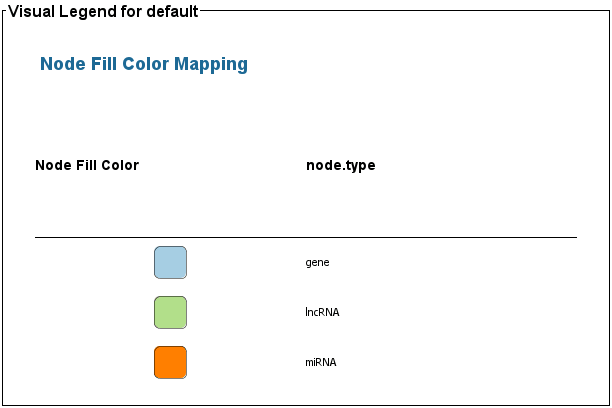 Visual Legend for default
Node Fill Color Mapping
Node Fill Color node.type
gene
lncRNA
miRNA